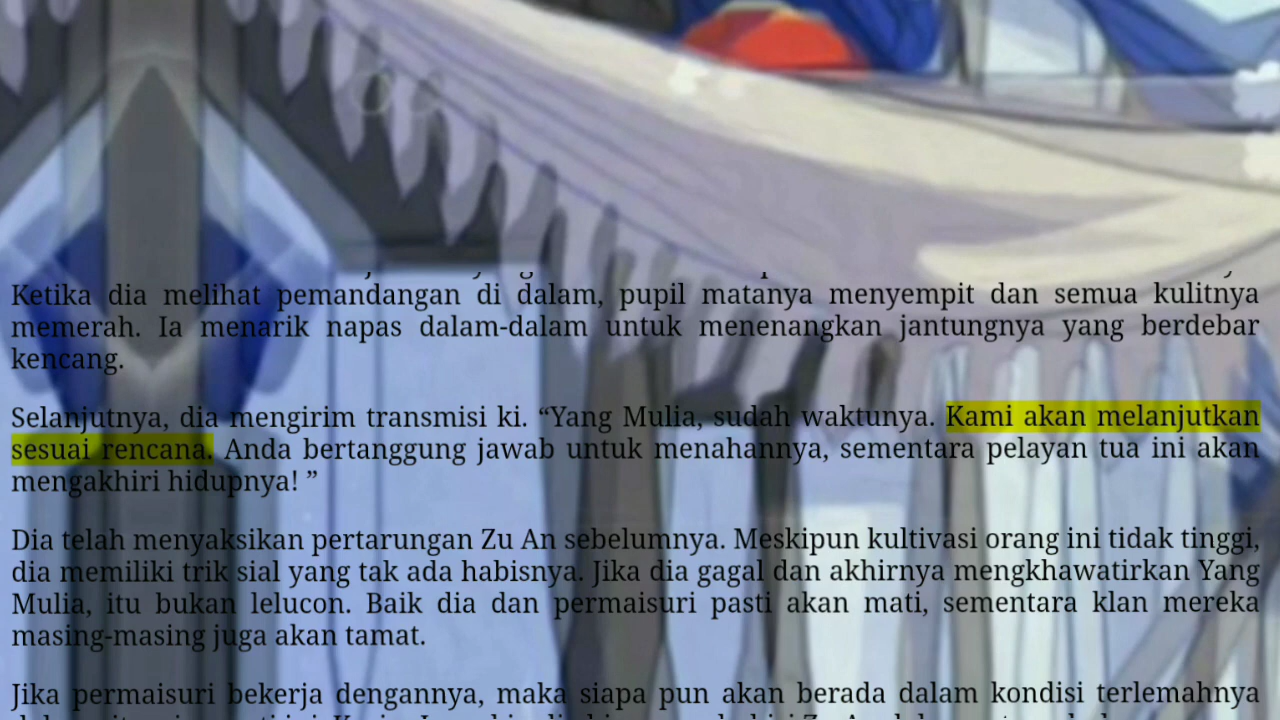 Ketika dia melihat pemandangan di dalam, pupil matanya menyempit dan semua kulitnya
memerah. Ia menarik napas dalam-dalam untuk menenangkan jantungnya yang berdebar
kencang.
Selanjutnya, dia mengirim transmisi ki. “Yang Mulia, sudah waktunya. Kami akan melanjutkan
sesuai rencana. Anda bertanggung jawab untuk menahannya, sementara pelayan tua ini akan
mengakhiri hidupnya! ”
Dia telah menyaksikan pertarungan Zu An sebelumnya. Meskipun kultivasi orang ini tidak tinggi,
dia memiliki trik sial yang tak ada habisnya. Jika dia gagal dan akhirnya mengkhawatirkan Yang
Mulia, itu bukan lelucon. Baik dia dan permaisuri pasti akan mati, sementara klan mereka
masing-masing juga akan tamat.
Jika permaisuri bekerja dengannya, maka siapa pun akan berada dalam kondisi terlemahnya